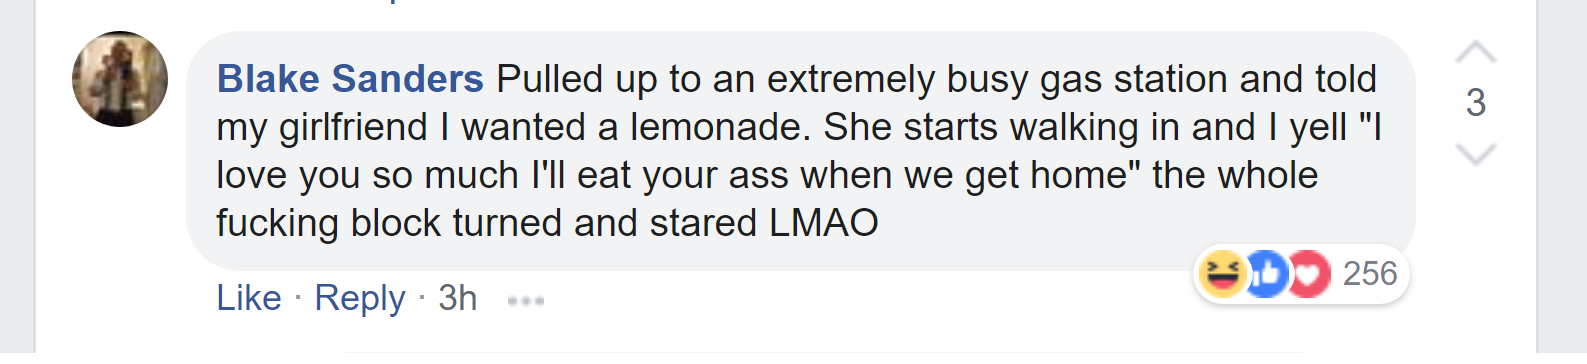 Blake Sanders Pulled up to an extremely busy gas station and told
my girlfriend I wanted a lemonade. She starts walking in and I yell "I
love you so much I'll eat your ass when we get home" the whole
fucking block turned and stared LMAO
3
256
Like · Reply · 3h